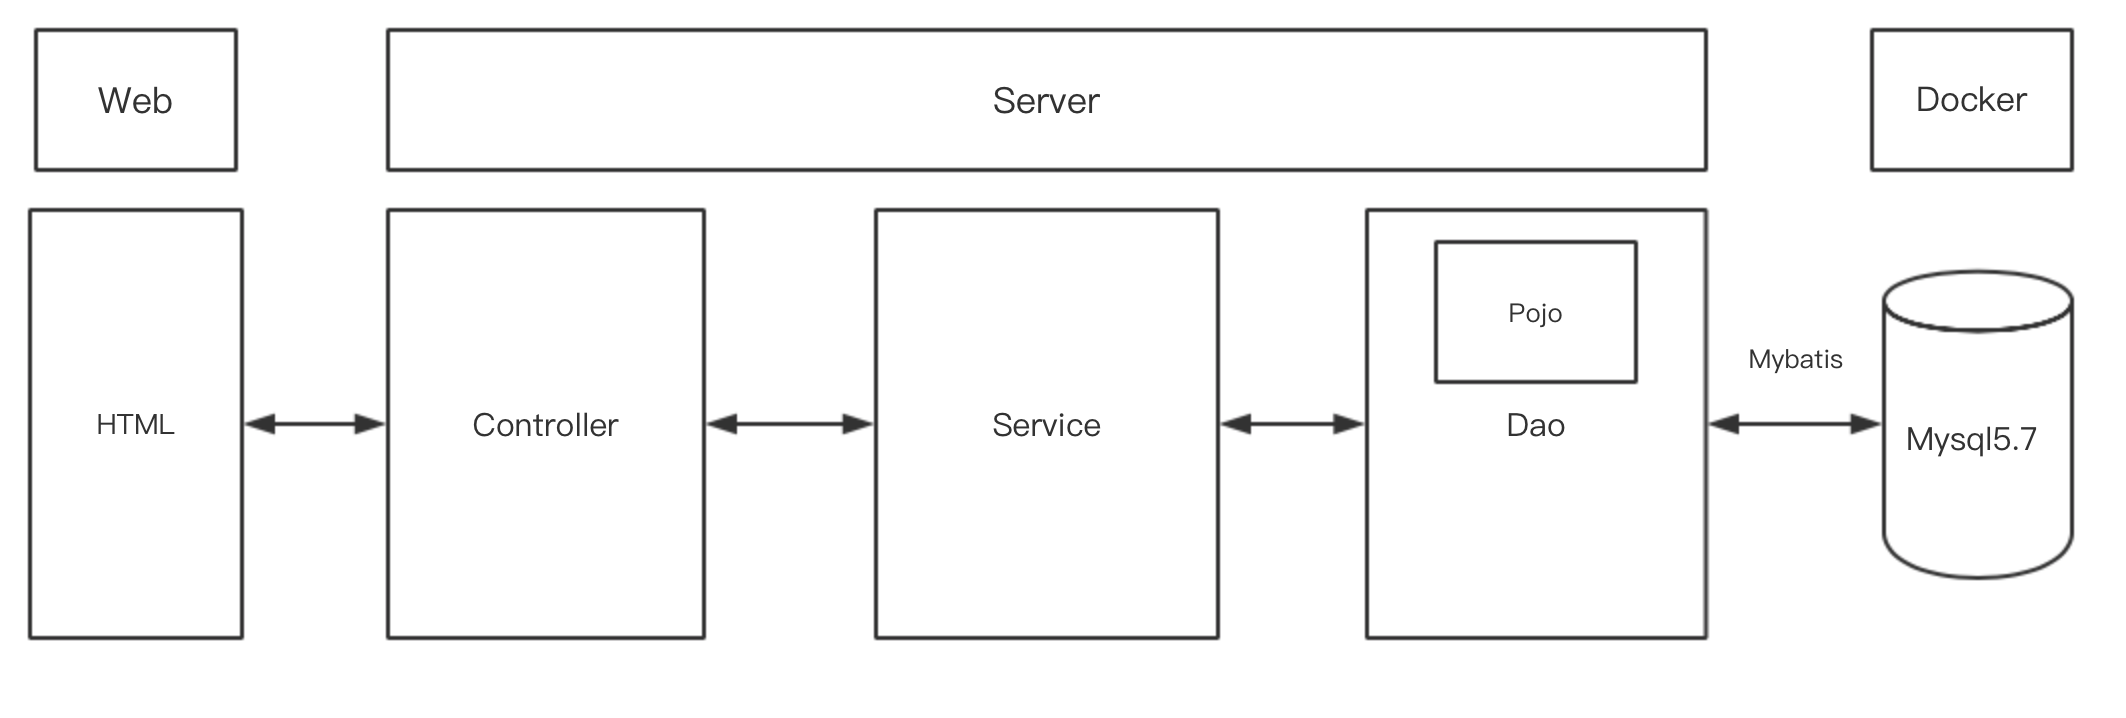 Web
Server
Docker
HTML
Controller
Service
Pojo
Dao
Mybatis
Mysql5.7